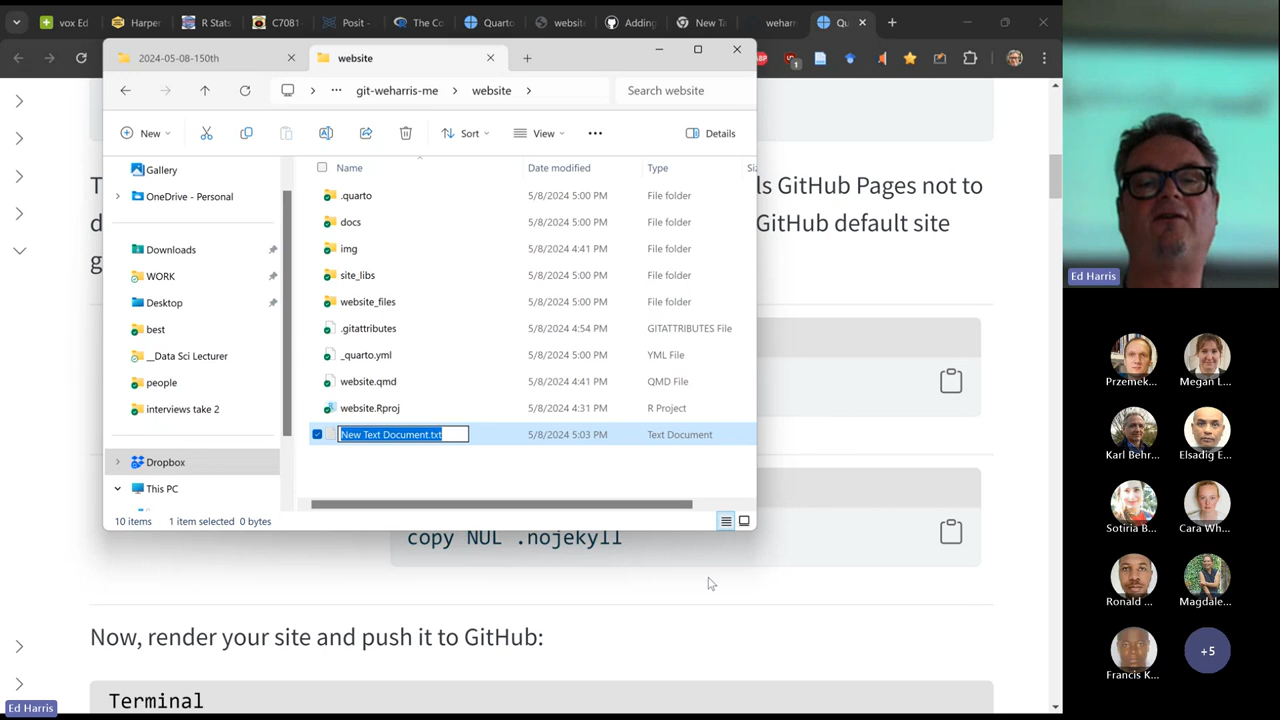 vox Ed
Harper
R Stats
C7081-
Posit -
The Co
Quarto
website
Adding
New Ta
weharr
Qu
2024-05-08-150th
website
git-weharris-me
website
Search website
New
Sort
View
Details
Gallery
OneDrive - Personal
Downloads
WORK
Desktop
best
__Data Sci Lecturer
people
interviews take 2
Dropbox
This PC
Name
Date modified
Type
Siz
.quarto
5/8/2024 5:00 PM
File folder
docs
5/8/2024 5:00 PM
File folder
img
5/8/2024 4:41 PM
File folder
site_libs
5/8/2024 5:00 PM
File folder
website_files
5/8/2024 5:00 PM
File folder
.gitattributes
5/8/2024 4:54 PM
GITATTRIBUTES File
_quarto.yml
5/8/2024 5:00 PM
YML File
website.qmd
5/8/2024 4:41 PM
QMD File
website.Rproj
5/8/2024 4:31 PM
R Project
New Text Document.txt
5/8/2024 5:03 PM
Text Document
10 items
1 item selected 0 bytes
ls GitHub Pages not to
GitHub default site
copy NUL .nojekyll
Now, render your site and push it to GitHub:
Terminal
Ed Harris
Przemek...
Megan L...
Karl Behr...
Elsadig E...
Sotiria B...
Cara Wh...
Ronald ...
Magdale...
Francis K...
+5
Ed Harris